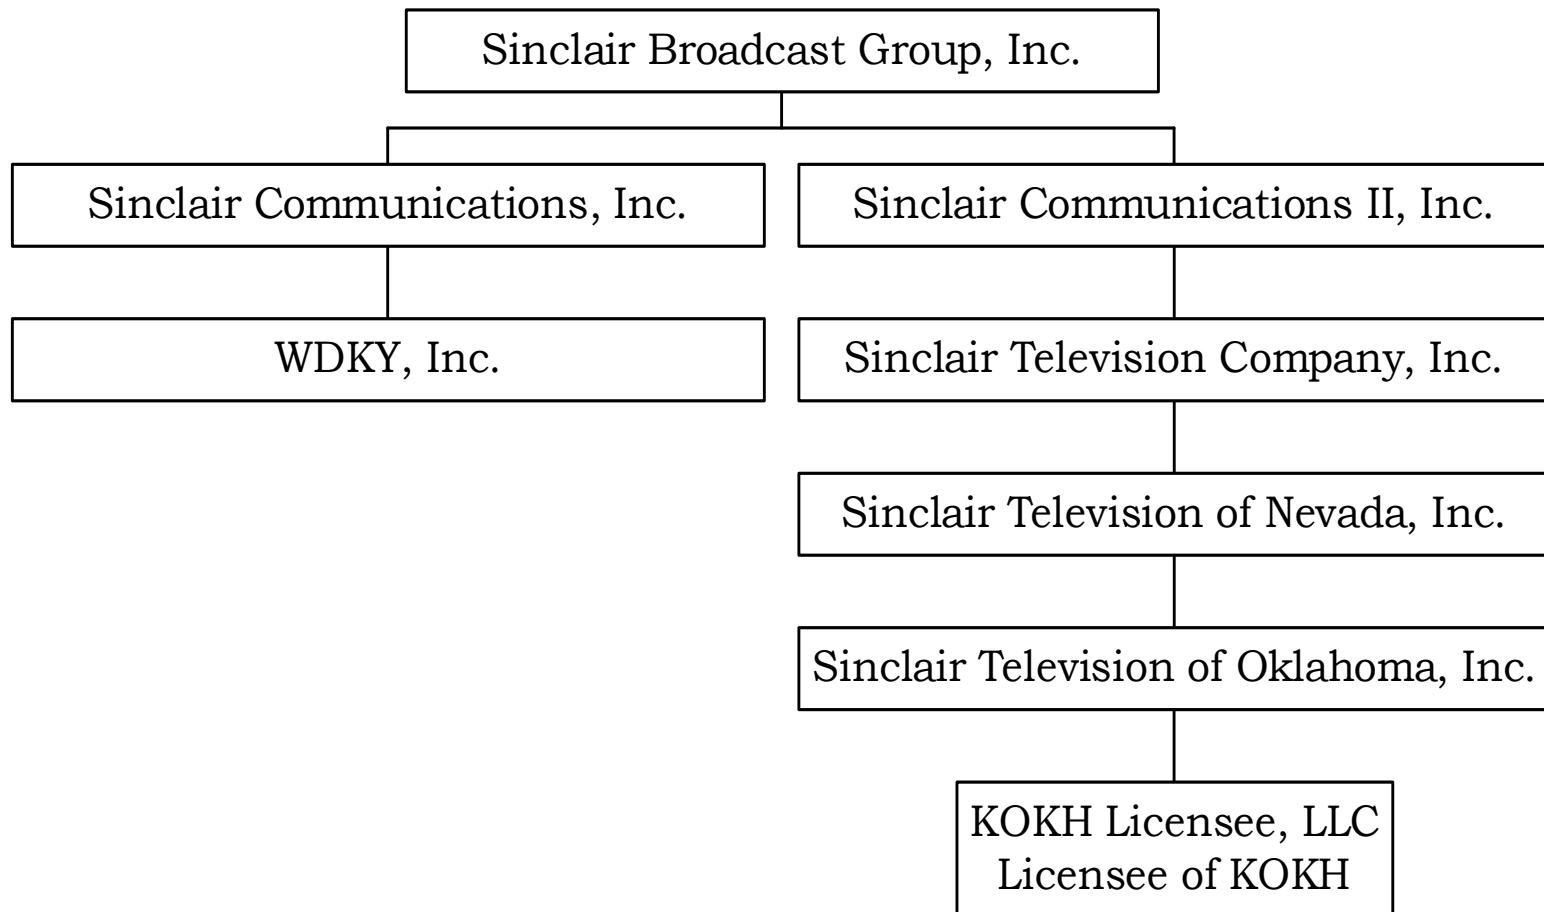 Sinclair Broadcast Group, Inc.
Sinclair Communications, Inc.
Sinclair Communications II, Inc.
WDKY, Inc.
Sinclair Television Company, Inc.
Sinclair Television of Nevada, Inc.
Sinclair Television of Oklahoma, Inc.
KOKH Licensee, LLC
Licensee of KOKH